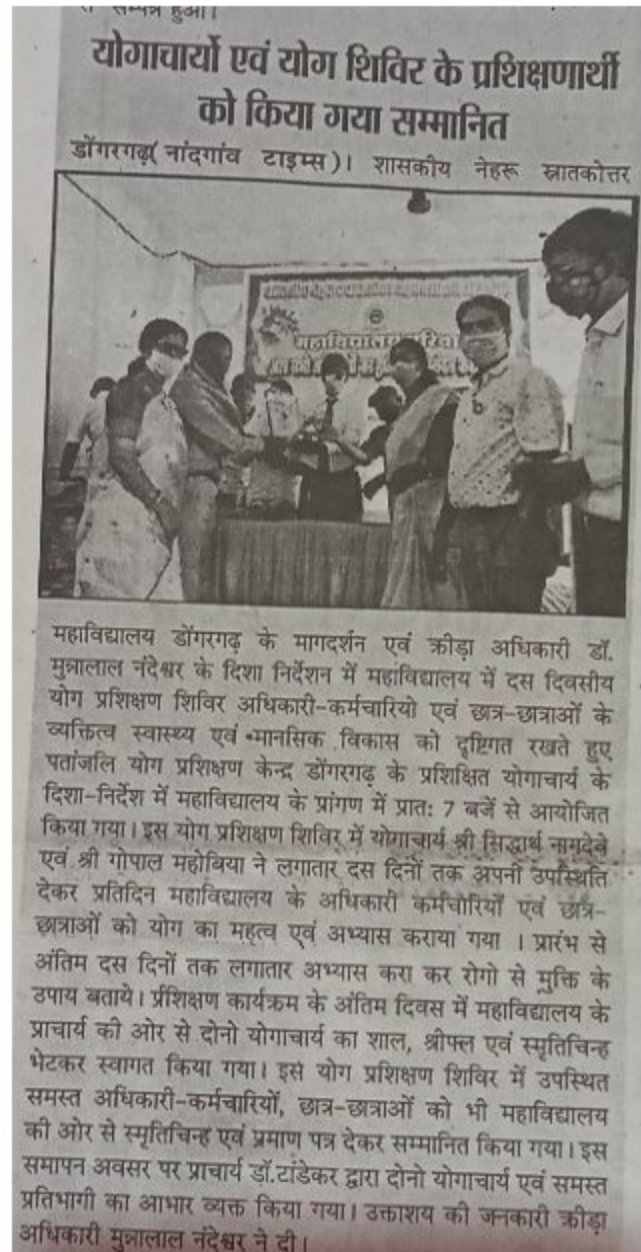 सम्पन्न हुआ।
योगाचार्यो एवं योग शिविर के प्रशिक्षणार्थी
को किया गया सम्मानित
डोंगरगढ़( नांदगांव टाइम्स)। शासकीय नेहरू स्नातकोत्तर
महाविद्यालय डोंगरगढ़ के मागदर्शन एवं क्रीड़ा अधिकारी डॉ.
मुन्नालाल नंदेश्वर के दिशा निर्देशन में महाविद्यालय में दस दिवसीय
योग प्रशिक्षण शिविर अधिकारी-कर्मचारियो एवं छात्र-छात्राओं के
व्यक्तित्व स्वास्थ्य एवं मानसिक विकास को दृष्टिगत रखते हुए
पतांजलि योग प्रशिक्षण केन्द्र डोंगरगढ़ के प्रशिक्षित योगाचार्य के
दिशा-निर्देश में महाविद्यालय के प्रांगण में प्रात: 7 बजें से आयोजित
किया गया। इस योग प्रशिक्षण शिविर में योगाचार्य श्री सिद्धार्थ नामदेवे
एवं श्री गोपाल महोबिया ने लगातार दस दिनों तक अपनी उपस्थिति
देकर प्रतिदिन महाविद्यालय के अधिकारी कर्मचोरियों एवं छात्र-
छात्राओं को योग का महत्व एवं अभ्यास कराया गया । प्रारंभ से
अंतिम दस दिनों तक लगातार अभ्यास करा कर रोगो से मुक्ति के
उपाय बताये। र्प्रशिक्षण कार्यक्रम के अंतिम दिवस में महाविद्यालय के
प्राचार्य की ओर से दोनो योगाचार्य का शाल, श्रीफ्ल एवं स्मृतिचिन्ह
भेटकर स्वागत किया गया। इस योग प्रशिक्षण शिविर में उपस्थित
समस्त अधिकारी-कर्मचारियों, छात्र-छात्राओं को भी महाविद्यालय
की ओर से स्मृतिचिन्ह एवं प्रमाण पत्र देकर सम्मानित किया गया। इस
समापन अवसर पर प्राचार्य डॉ.टांडेकर द्वारा दोनो योगाचार्य एवं समस्त
प्रतिभागी का आभार व्यक्त किया गया। उक्ताशय की जनकारी क्रीड़ा
अधिकारी मुन्नालाल नंदेश्वर ने दी।